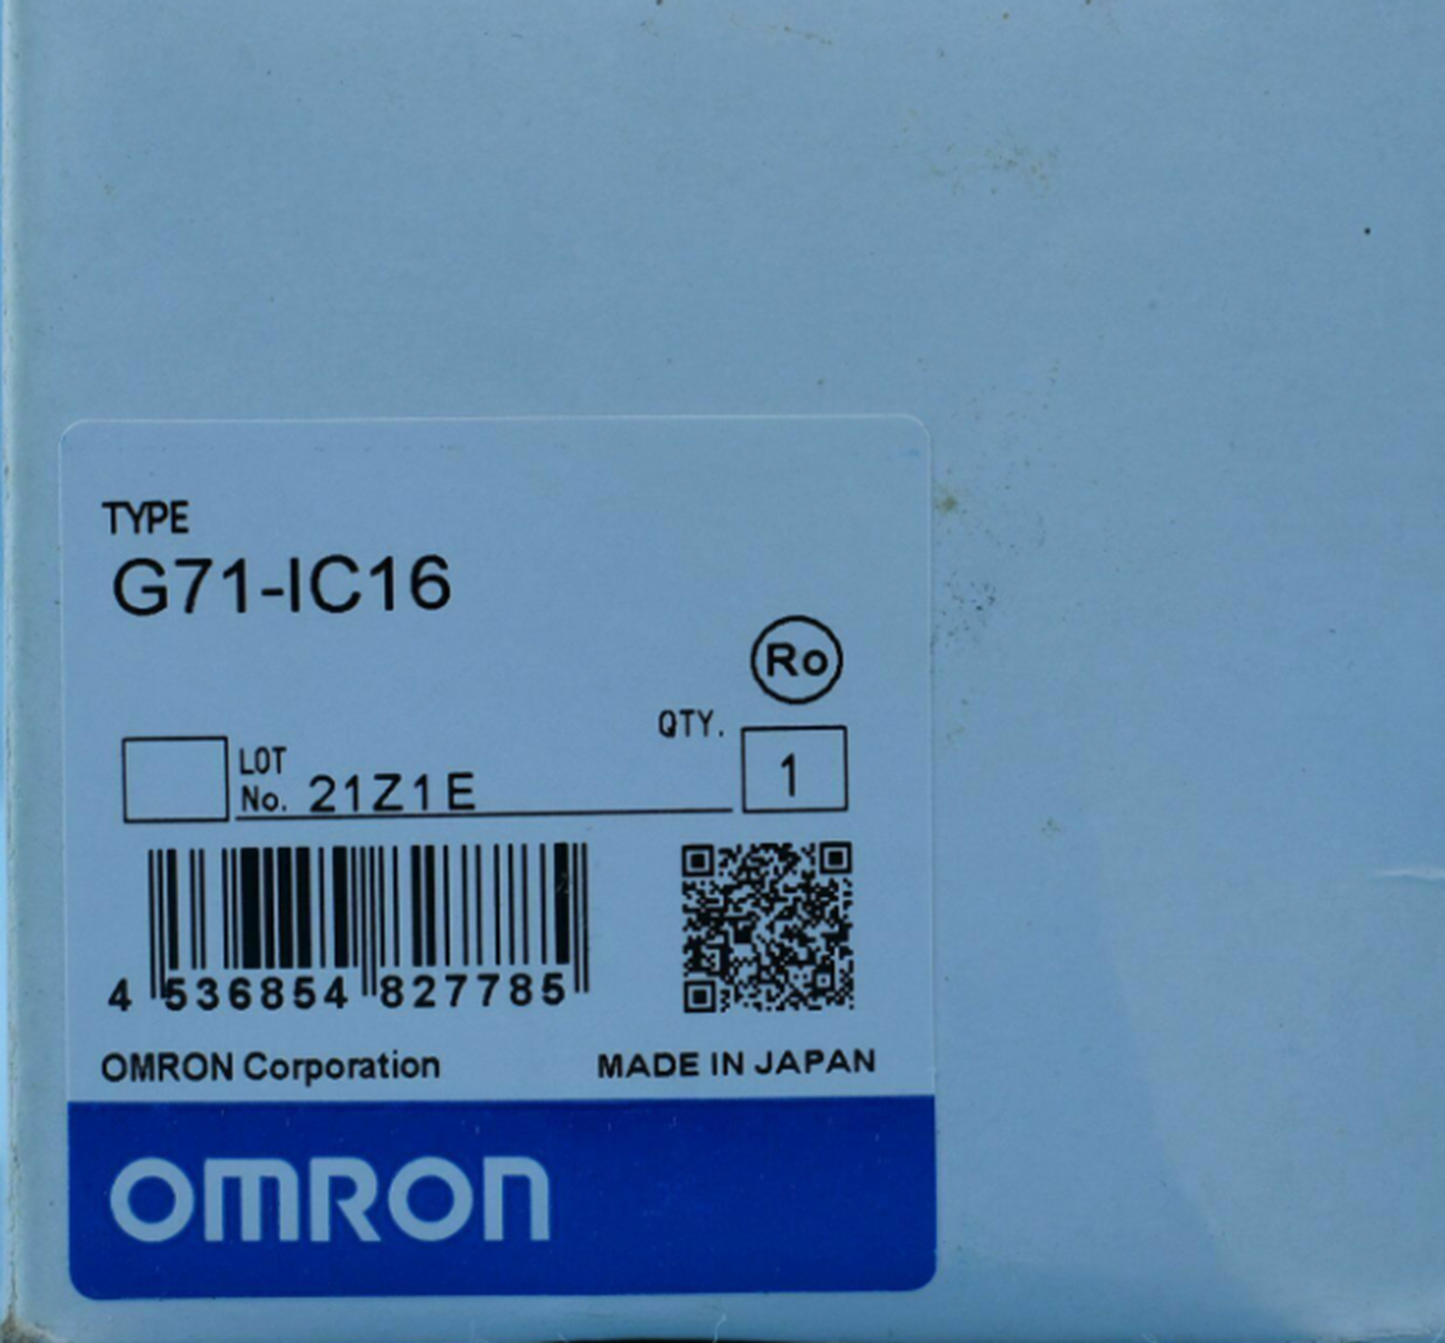 TYPE
G71-IC16
Ro
QTY.
1
LOT
No. 21Z1E
4 536854 827785
OMRON Corporation MADE IN JAPAN
OMRON